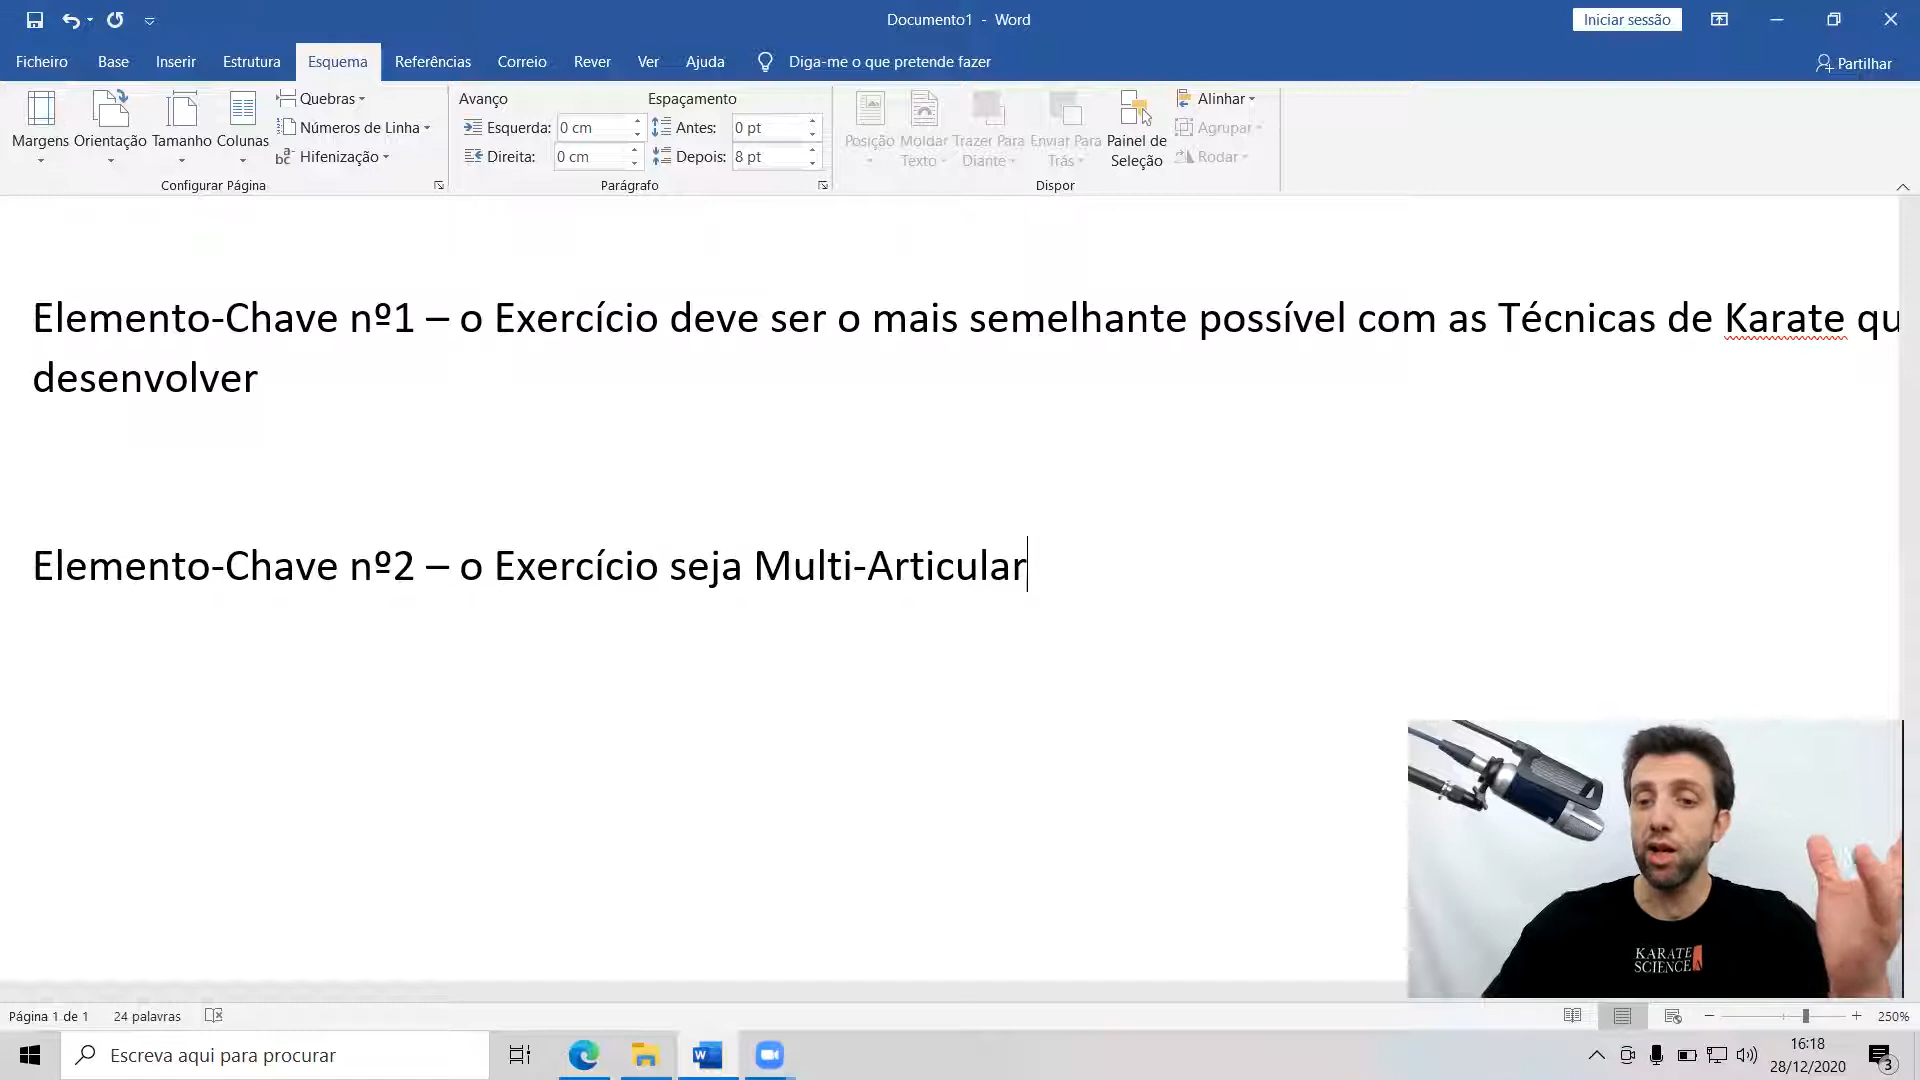 Documento1 - Word
Iniciar sessão
Ficheiro Base Inserir Estrutura Esquema Referências Correio Rever Ver Ajuda Diga-me o que pretende fazer Partilhar
Margens Orientação Tamanho Colunas
Quebras
Números de Linha
Hifenização
Configurar Página
Avanço
Esquerda: 0 cm
Direita: 0 cm
Espaçamento
Antes: 0 pt
Depois: 8 pt
Parágrafo
Posição
Moldar Texto
Trazer Para Diante
Enviar Para Trás
Painel de Seleção
Alinhar
Agrupar
Rodar
Dispor
Elemento-Chave nº1 – o Exercício deve ser o mais semelhante possível com as Técnicas de Karate qu
desenvolver
Elemento-Chave nº2 – o Exercício seja Multi-Articular
KARATE
SCIENCE
Página 1 de 1 24 palavras 250%
Escreva aqui para procurar
16:18
28/12/2020
3